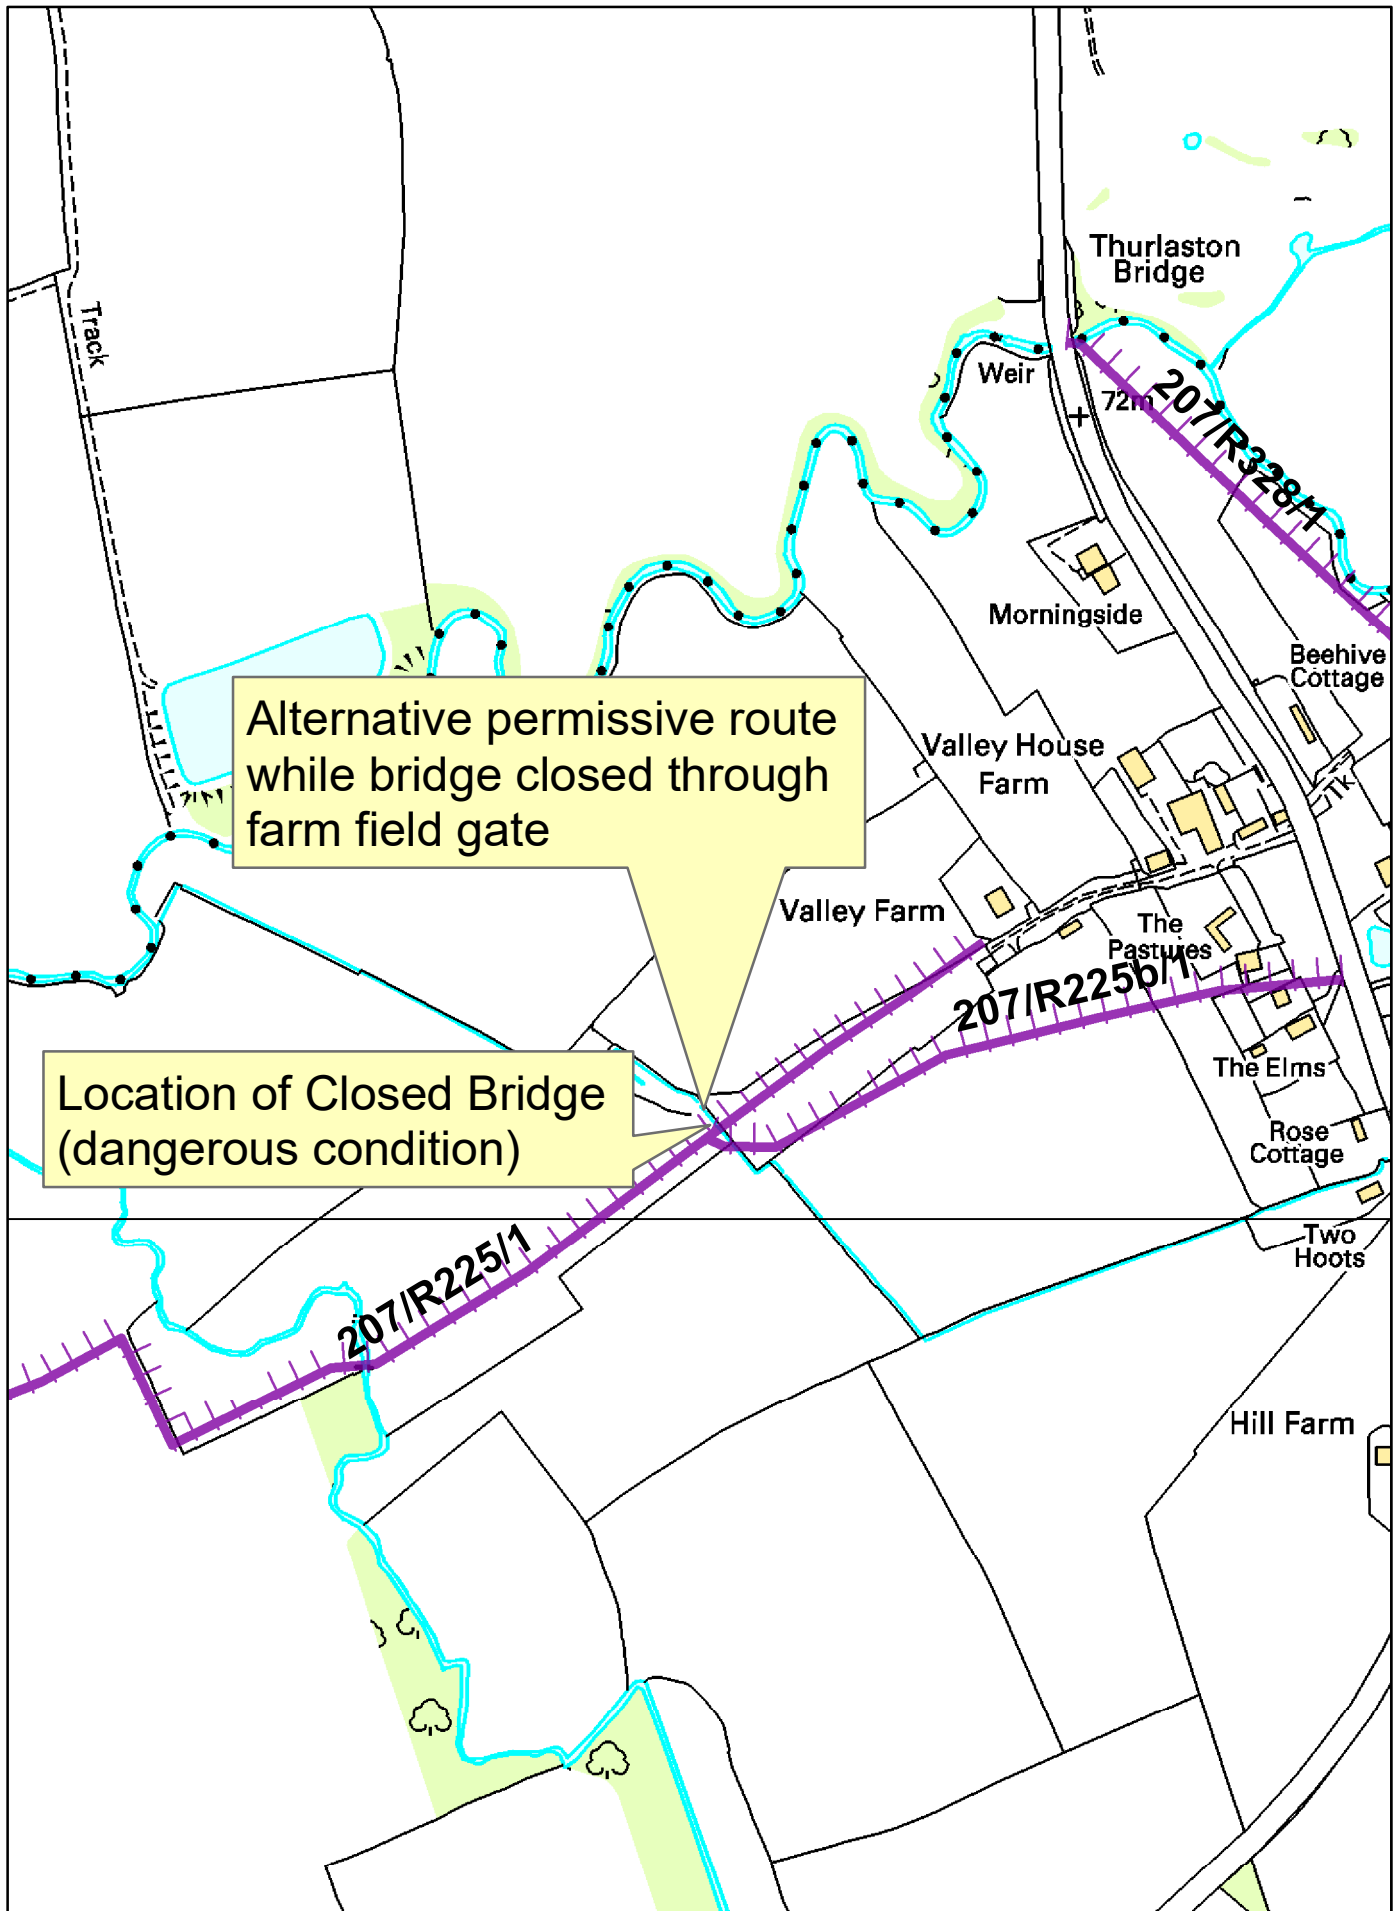 Thurlaston
Bridge
Track
Weir
72m
207/R328/1
Morningside
Beehive
Cottage
Alternative permissive route
while bridge closed through
farm field gate
Valley House
Farm
Tk
Valley Farm
The
Pastures
207/R225b/1
Location of Closed Bridge
(dangerous condition)
The Elms
Rose
Cottage
Two
Hoots
207/R225/1
Hill Farm